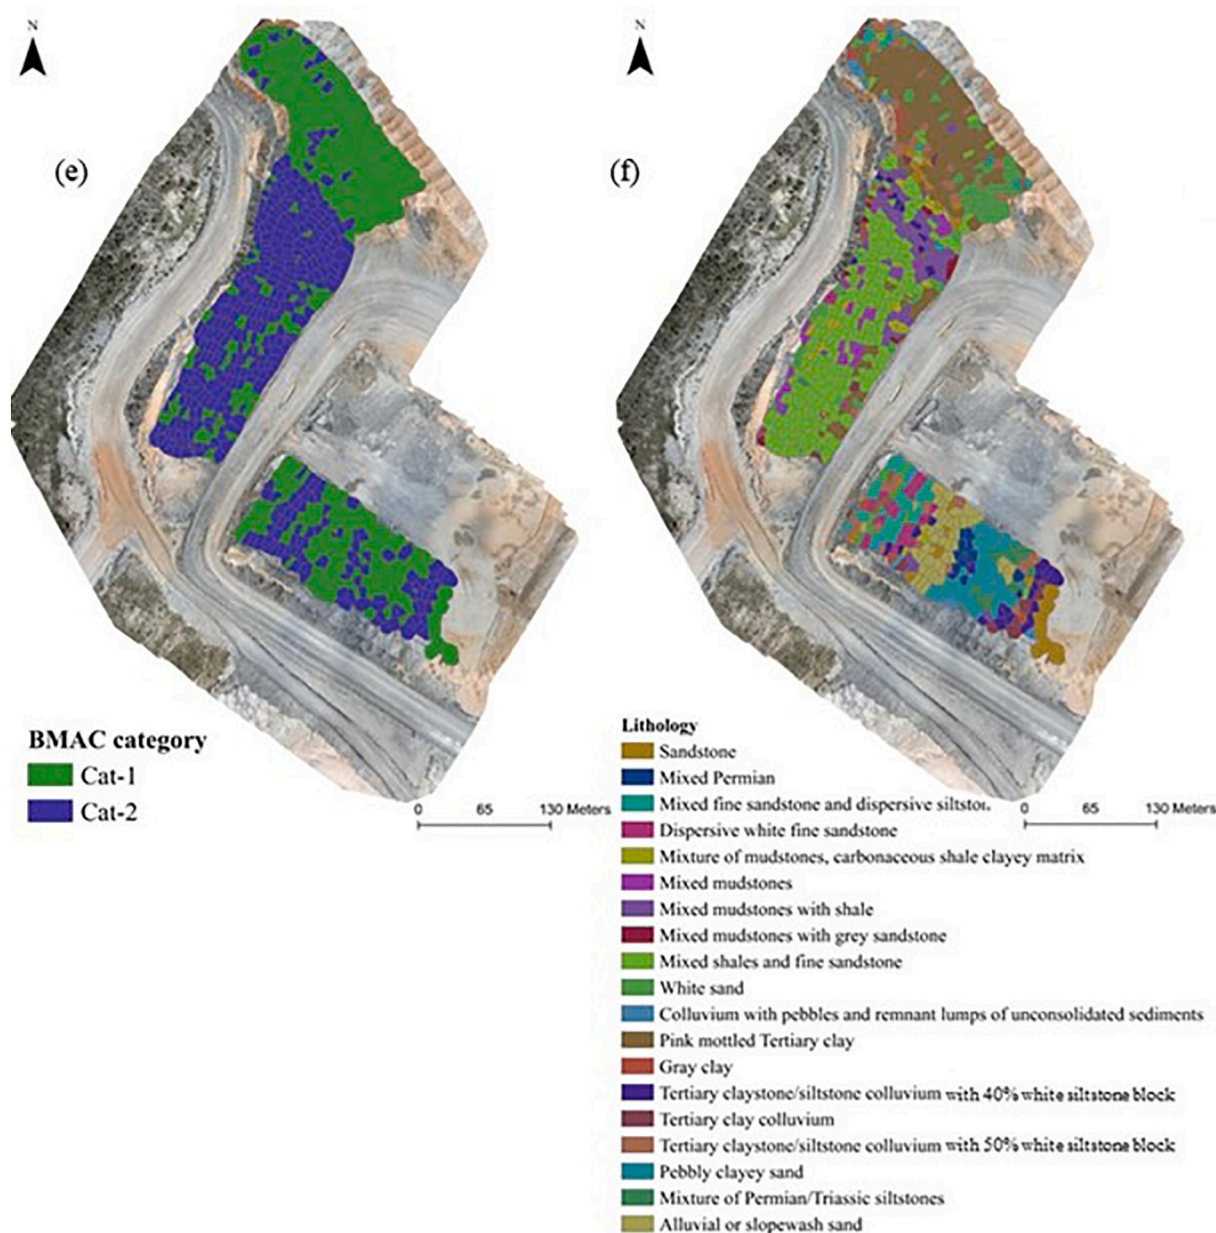 N
N
(e)
(f)
BMAC category
Cat-1
Cat-2
0 65 130 Meters
Lithology
Sandstone
Mixed Permian
Mixed fine sandstone and dispersive
Dispersive white fine sandstone
Mixture of mudstones, carbonaceous shale clayey matrix
Mixed mudstones
Mixed mudstones with shale
Mixed mudstones with grey sandstone
Mixed shales and fine sandstone
White sand
Colluvium with pebbles and remnant lumps of unconsolidated sediments
Pink mottled Tertiary clay
Gray clay
Tertiary claystone/siltstone colluvium with 40% white siltstone block
Tertiary clay colluvium
Tertiary claystone/siltstone colluvium with 50% white siltstone block
Pebbly clayey sand
Mixture of Permian/Triassic siltstones
Alluvial or slopewash sand
0 65 130 Meters